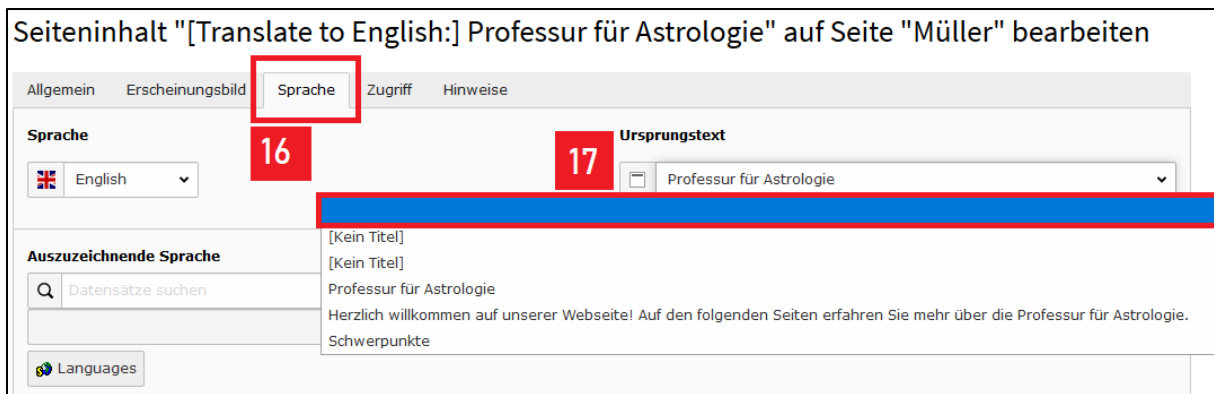 Seiteninhalt "[Translate to English:] Professur für Astrologie" auf Seite "Müller" bearbeiten
Allgemein Erscheinungsbild Sprache Zugriff Hinweise
Sprache
16
17
Ursprungstext
English
Professur für Astrologie
[Kein Titel]
[Kein Titel]
Professur für Astrologie
Herzlich willkommen auf unserer Webseite! Auf den folgenden Seiten erfahren Sie mehr über die Professur für Astrologie.
Schwerpunkte
Auszuzeichnende Sprache
Datensätze suchen
Languages